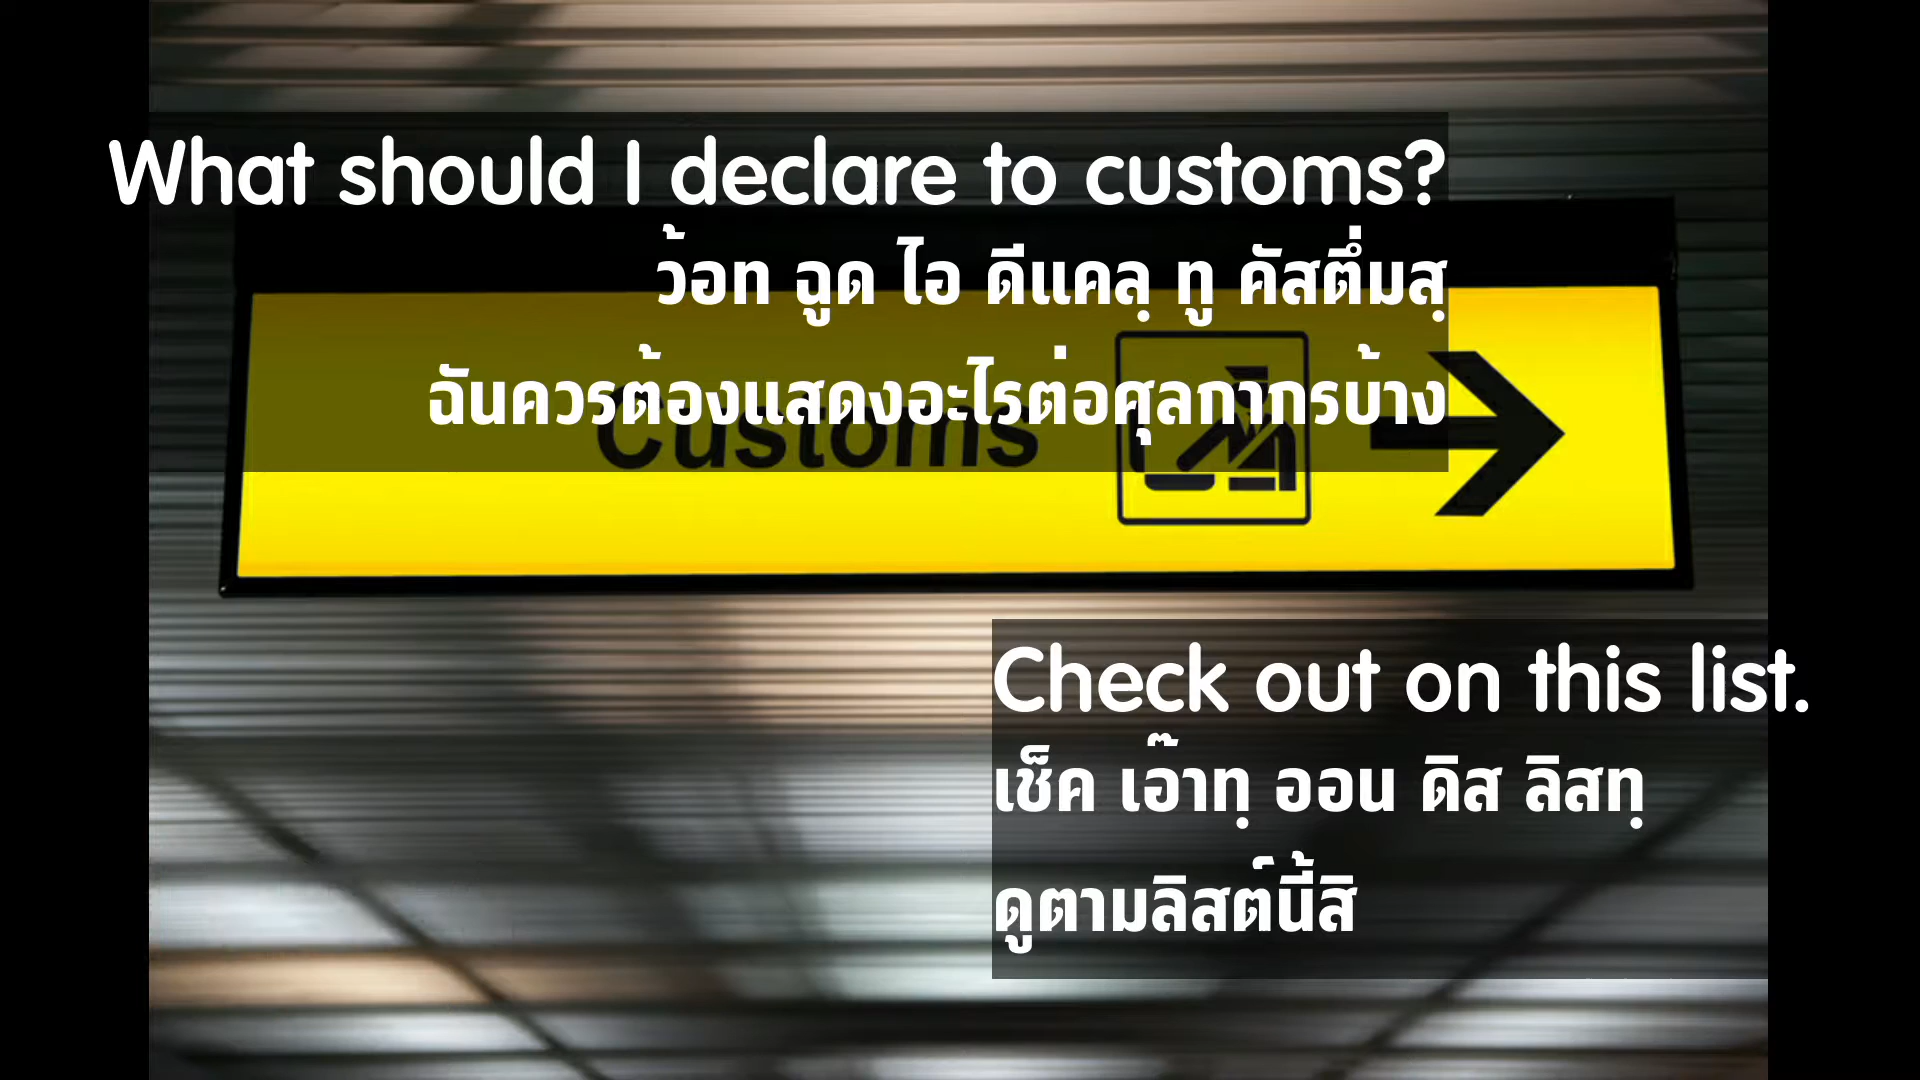 What should I declare to customs?
ว้อท ฉูด ไอ ดีแคลฺ ทู คัสตึ่มสฺ
ฉันควรต้องแสดงอะไรต่อศุลกากรบ้าง
Customs
Check out on this list.
เช็ค เอ๊าทฺ ออน ดิส ลิสทฺ
ดูตามลิสต์นี้สิ